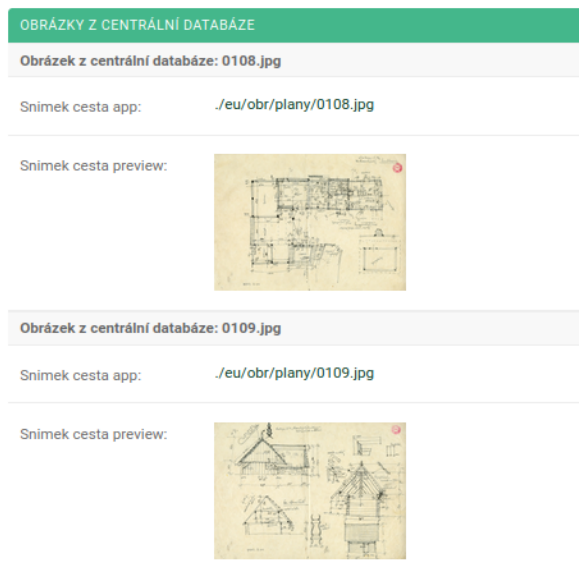 OBRÁZKY Z CENTRÁLNÍ DATABÁZE
Obrázek z centrální databáze: 0108.jpg
Snimek cesta app: ./eu/obr/plany/0108.jpg
Snimek cesta preview:
Obrázek z centrální databáze: 0109.jpg
Snimek cesta app: ./eu/obr/plany/0109.jpg
Snimek cesta preview: